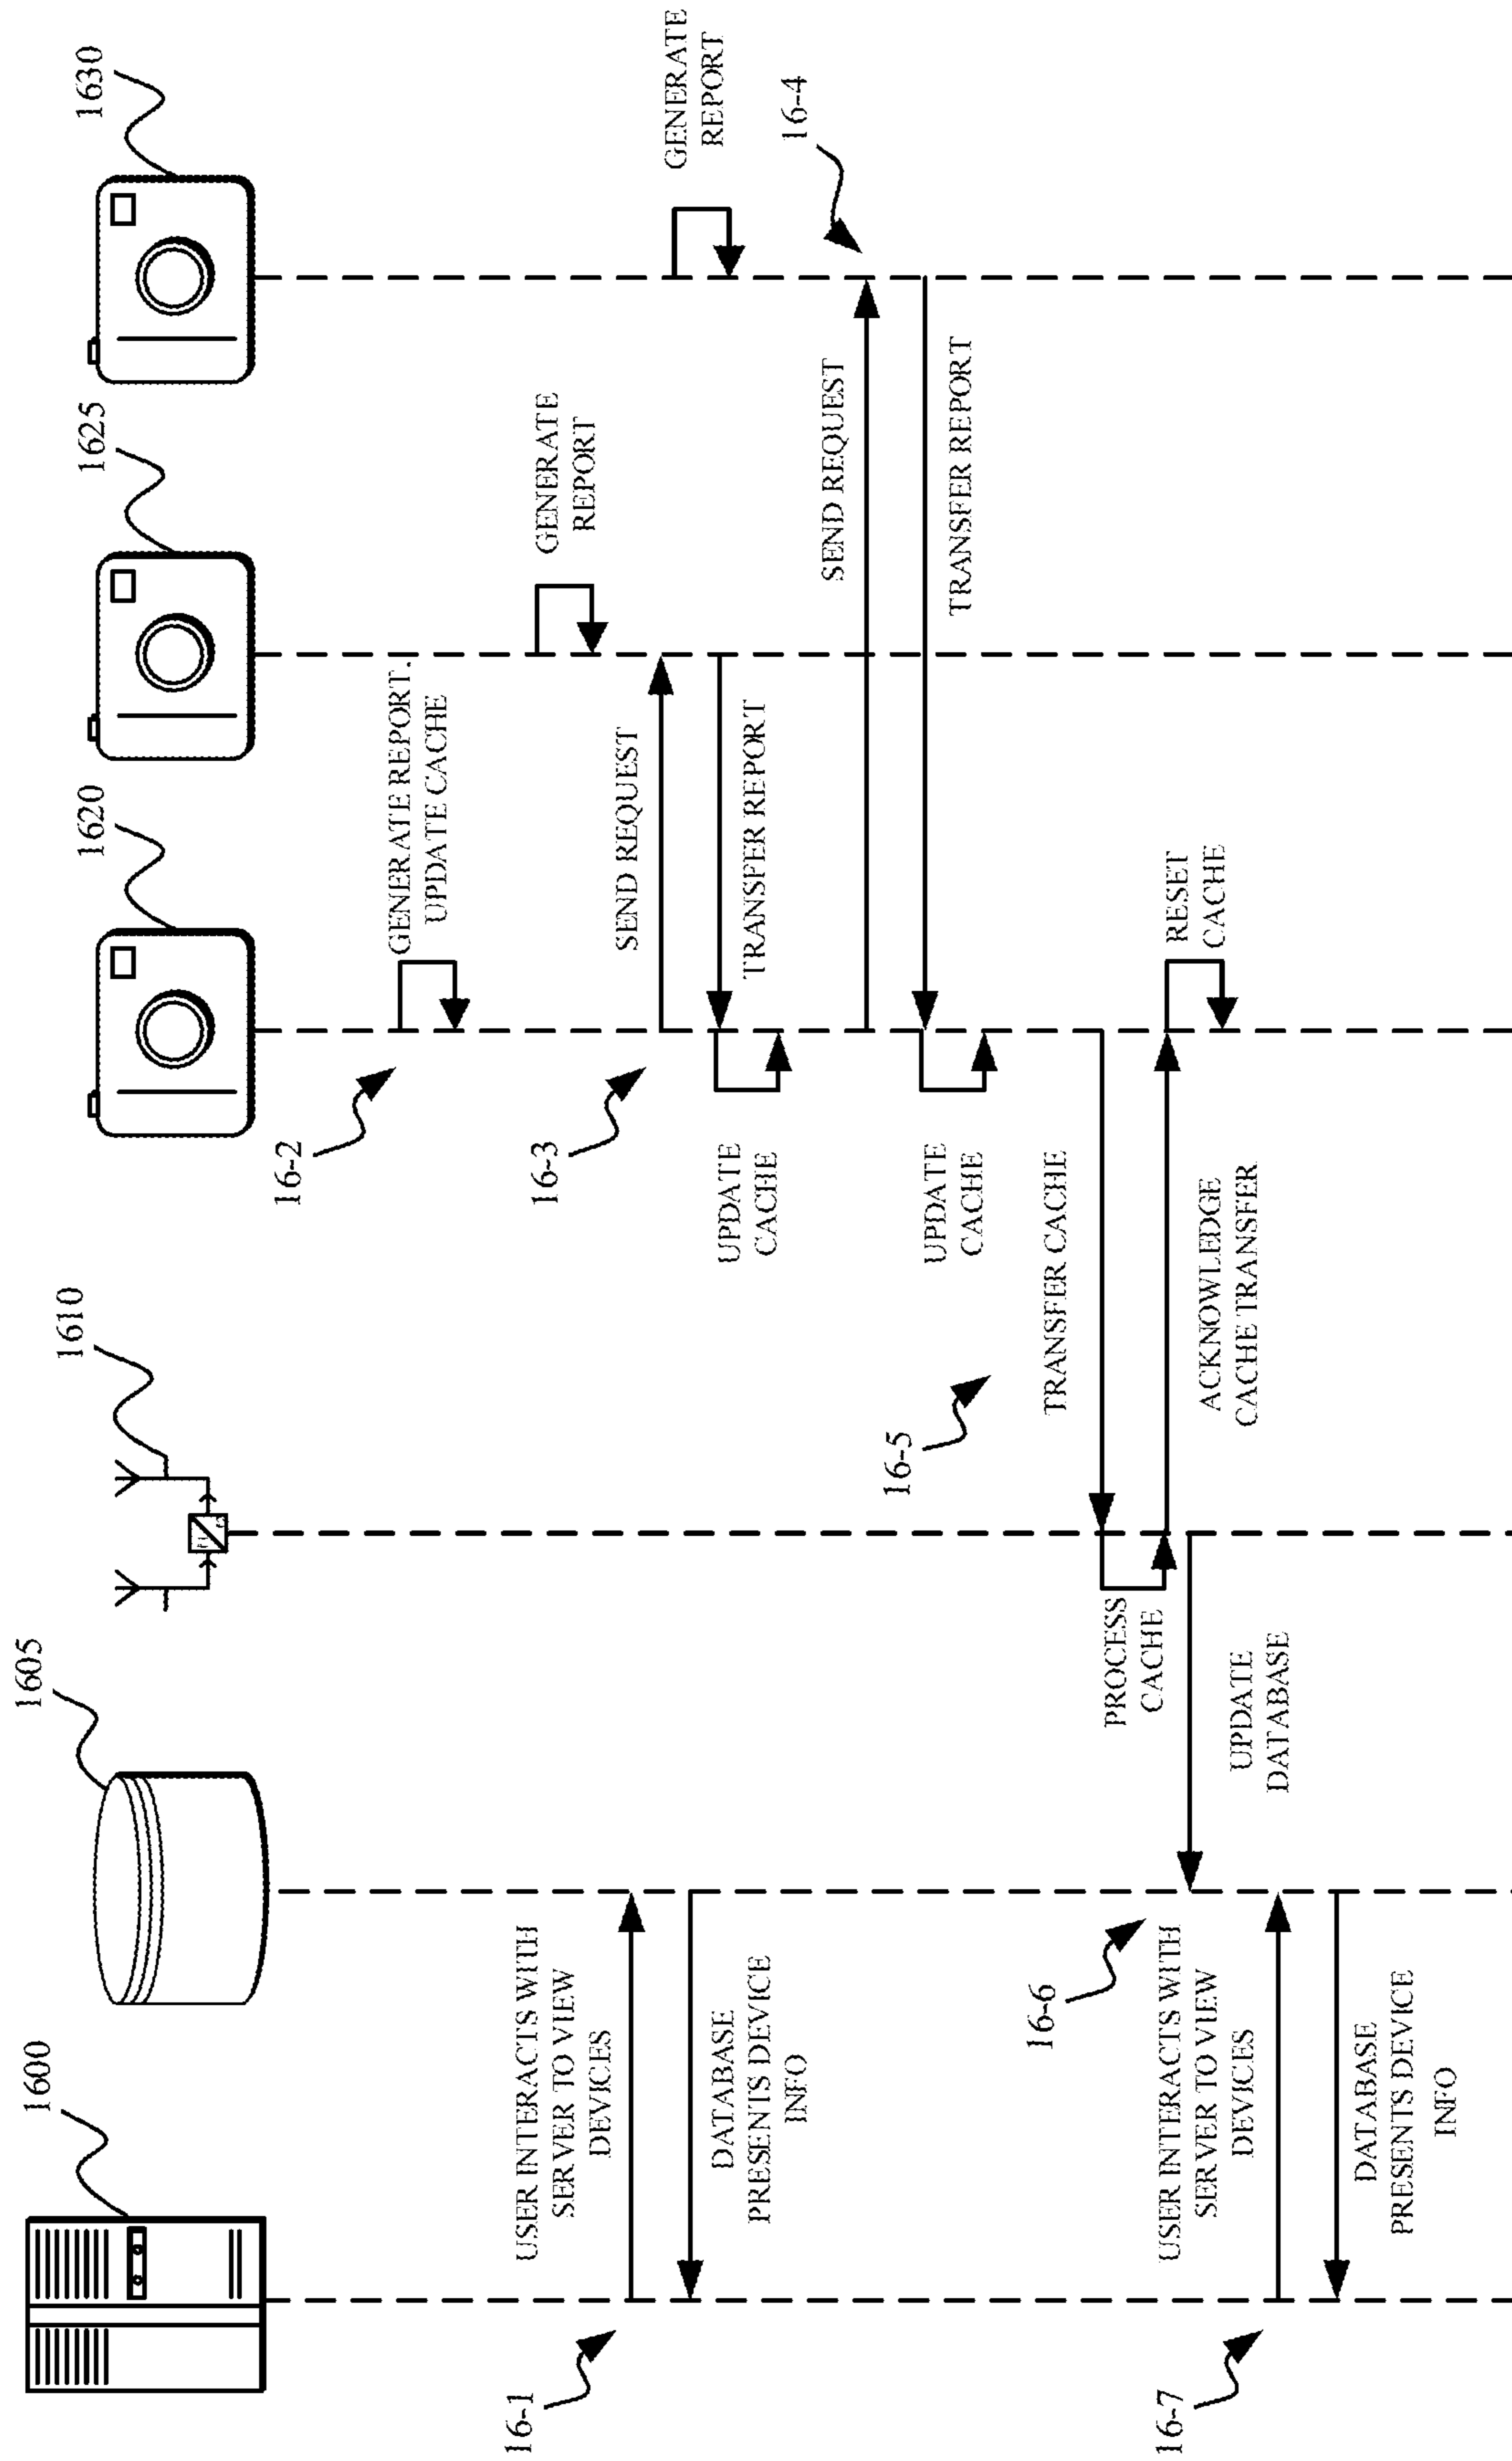 1600
1605
1610
1620
1625
1630
16-1
USER INTERACTS WITH
SERVER TO VIEW
DEVICES
DATABASE
PRESENTS DEVICE
INFO
16-2
GENERATE REPORT.
UPDATE CACHE
GENERATE
REPORT
16-3
SEND REQUEST
TRANSFER REPORT
UPDATE
CACHE
GENERATE
REPORT
16-4
SEND REQUEST
TRANSFER REPORT
UPDATE
CACHE
16-5
TRANSFER CACHE
PROCESS
CACHE
ACKNOWLEDGE
CACHE TRANSFER
RESET
CACHE
16-6
UPDATE
DATABASE
16-7
USER INTERACTS WITH
SERVER TO VIEW
DEVICES
DATABASE
PRESENTS DEVICE
INFO